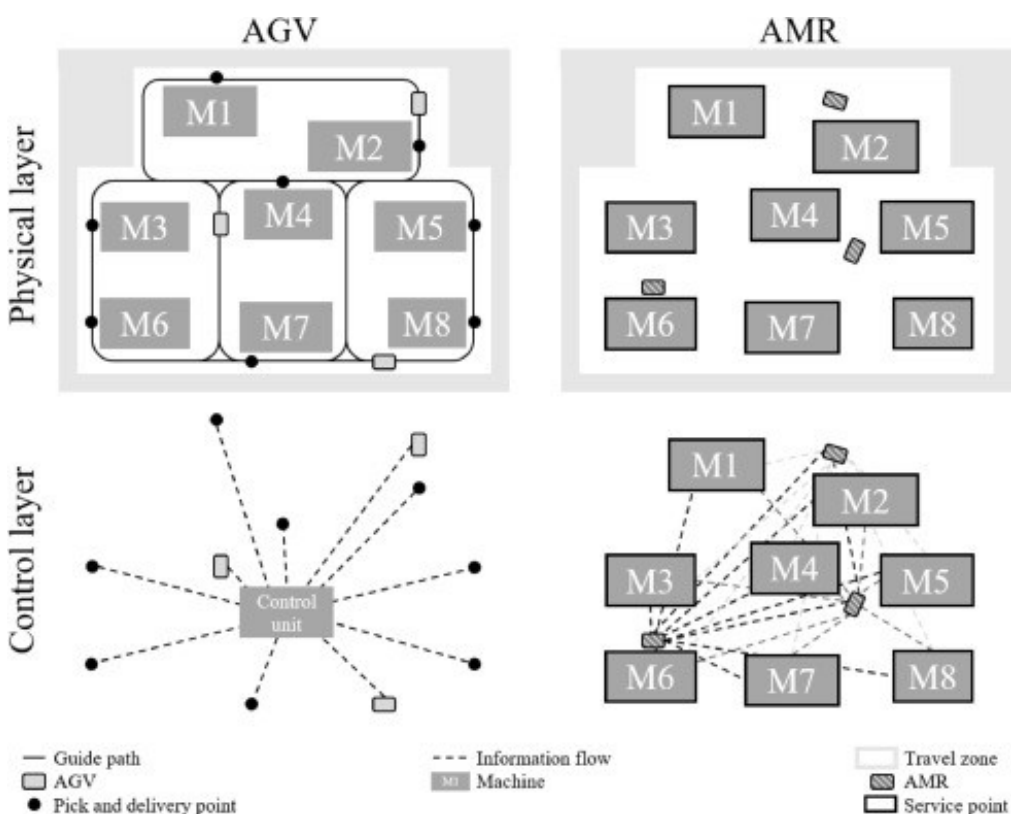 AGV AMR
Physical layer
M1 M2 M3 M4 M5 M6 M7 M8
M1 M2 M3 M4 M5 M6 M7 M8
Control layer
Control
unit
M1 M2 M3 M4 M5 M6 M7 M8
Guide path Information flow Travel zone
AGV M1 Machine AMR
Pick and delivery point Service point